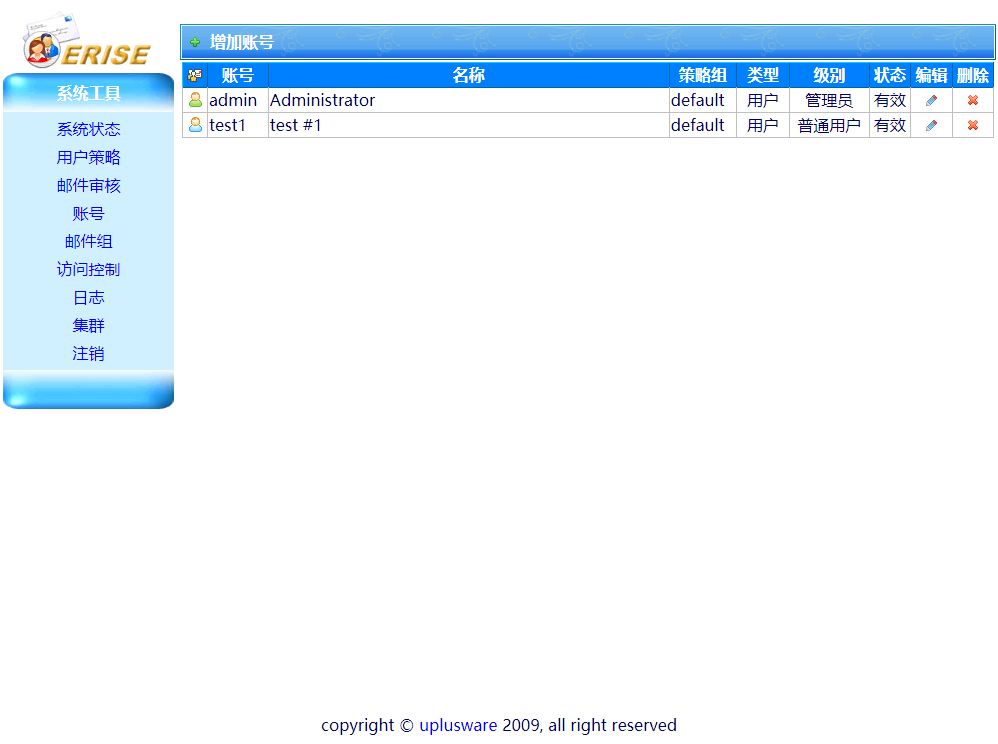 ERISE
系统工具
系统状态
用户策略
邮件审核
账号
邮件组
访问控制
日志
集群
注销
增加账号
账号 名称 策略组 类型 级别 状态 编辑 删除
admin Administrator default 用户 管理员 有效
test1 test #1 default 用户 普通用户 有效
copyright © uplusware 2009, all right reserved